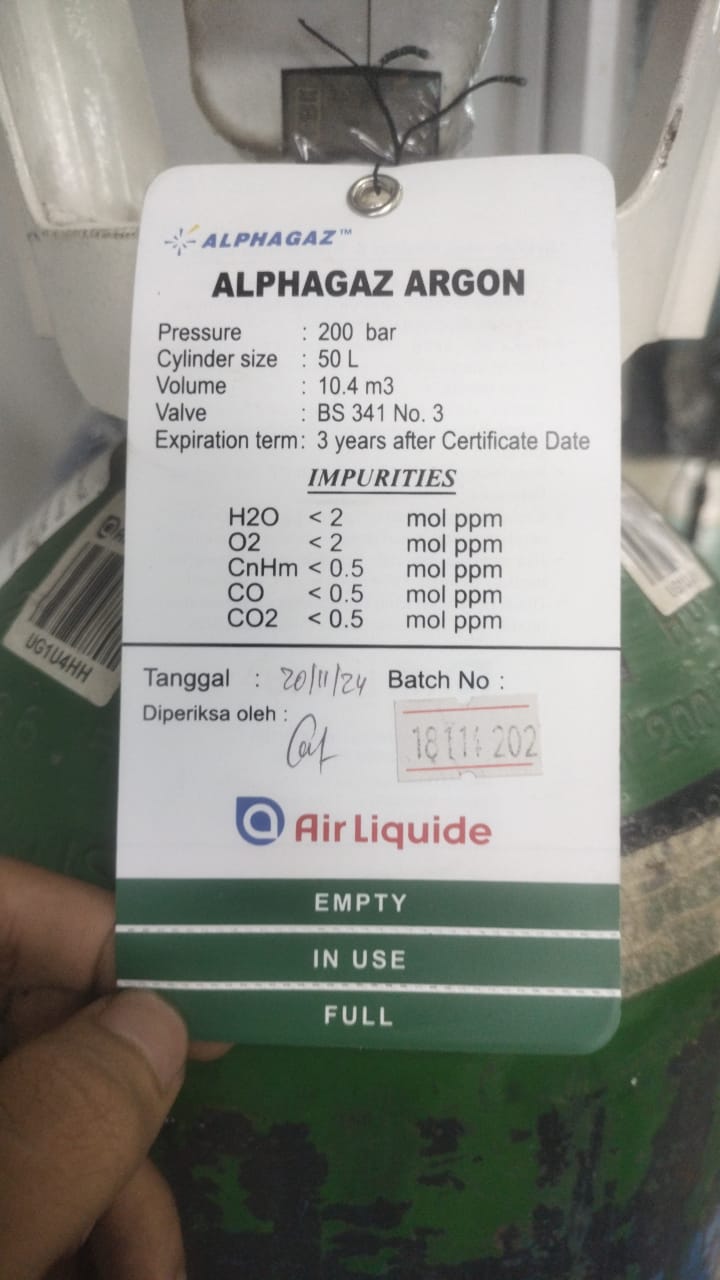 ALPHAGAZ™
ALPHAGAZ ARGON
Pressure : 200 bar
Cylinder size : 50 L
Volume : 10.4 m3
Valve : BS 341 No. 3
Expiration term: 3 years after Certificate Date
IMPURITIES
H2O < 2 mol ppm
O2 < 2 mol ppm
CnHm < 0.5 mol ppm
CO < 0.5 mol ppm
CO2 < 0.5 mol ppm
Tanggal : 20/11/24 Batch No :
Diperiksa oleh :
UG1U4HH
Air Liquide
EMPTY
IN USE
FULL